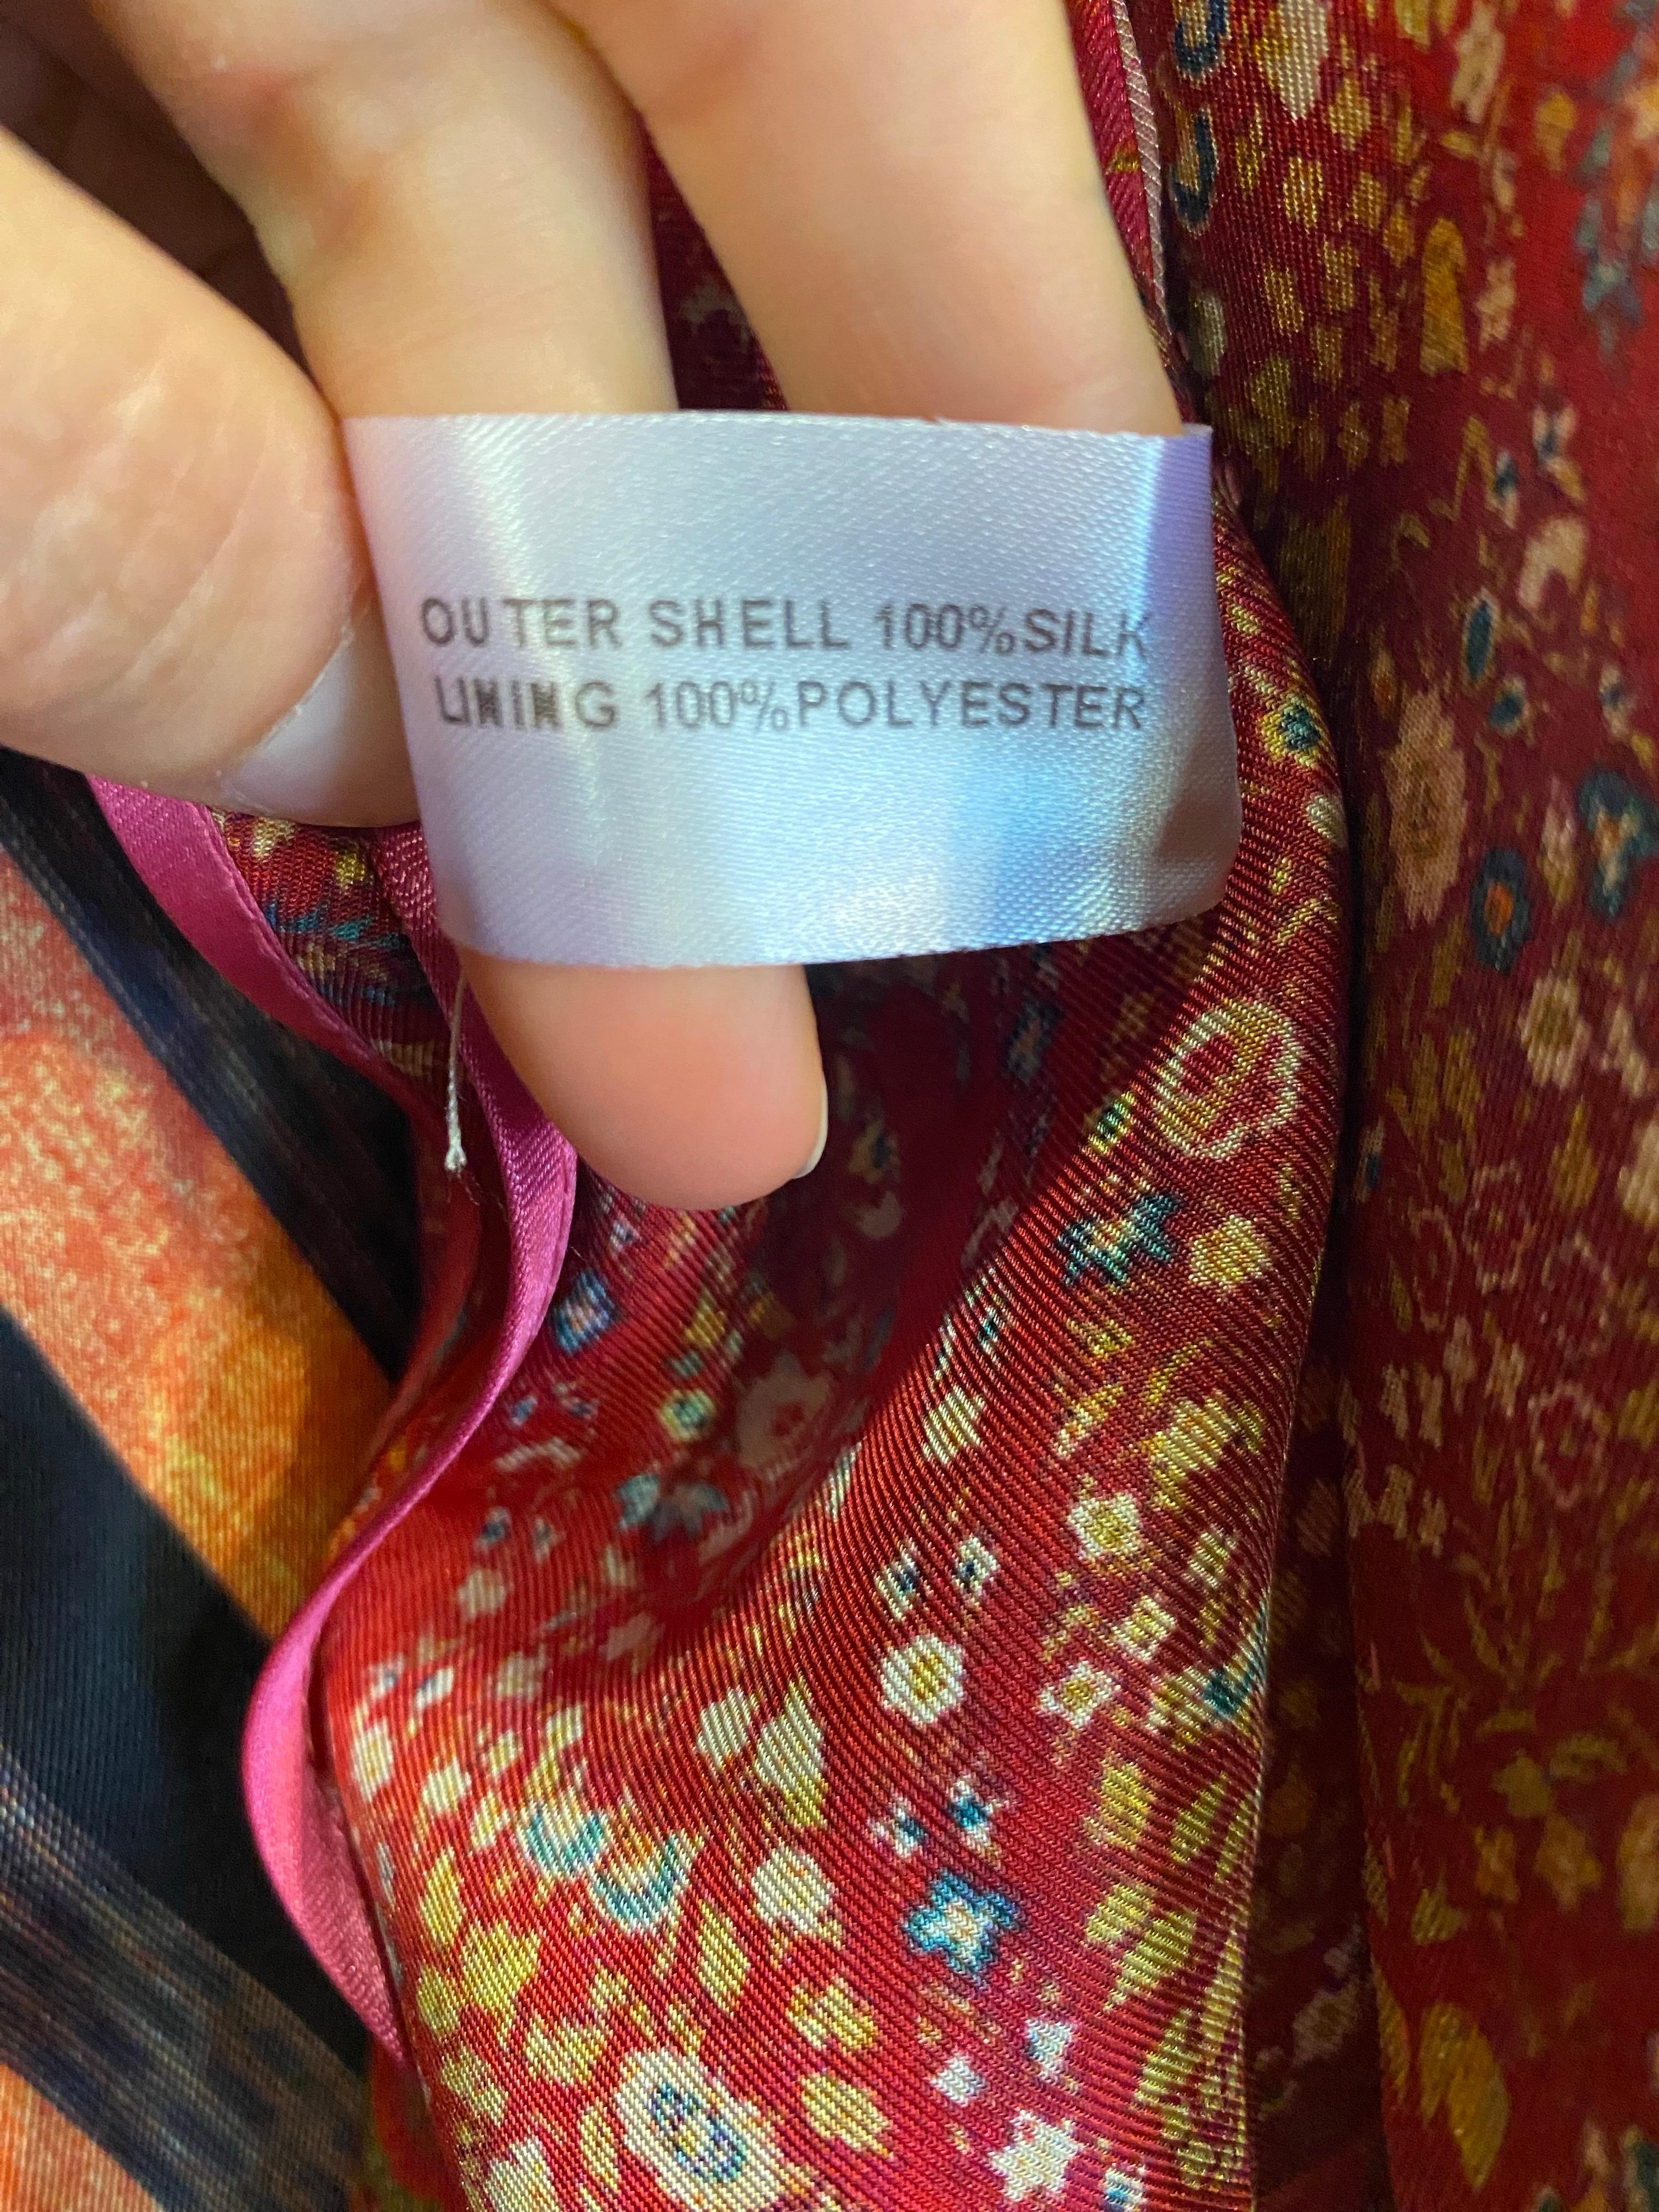 OUTER SHELL 100%SILK
LINING 100%POLYESTER